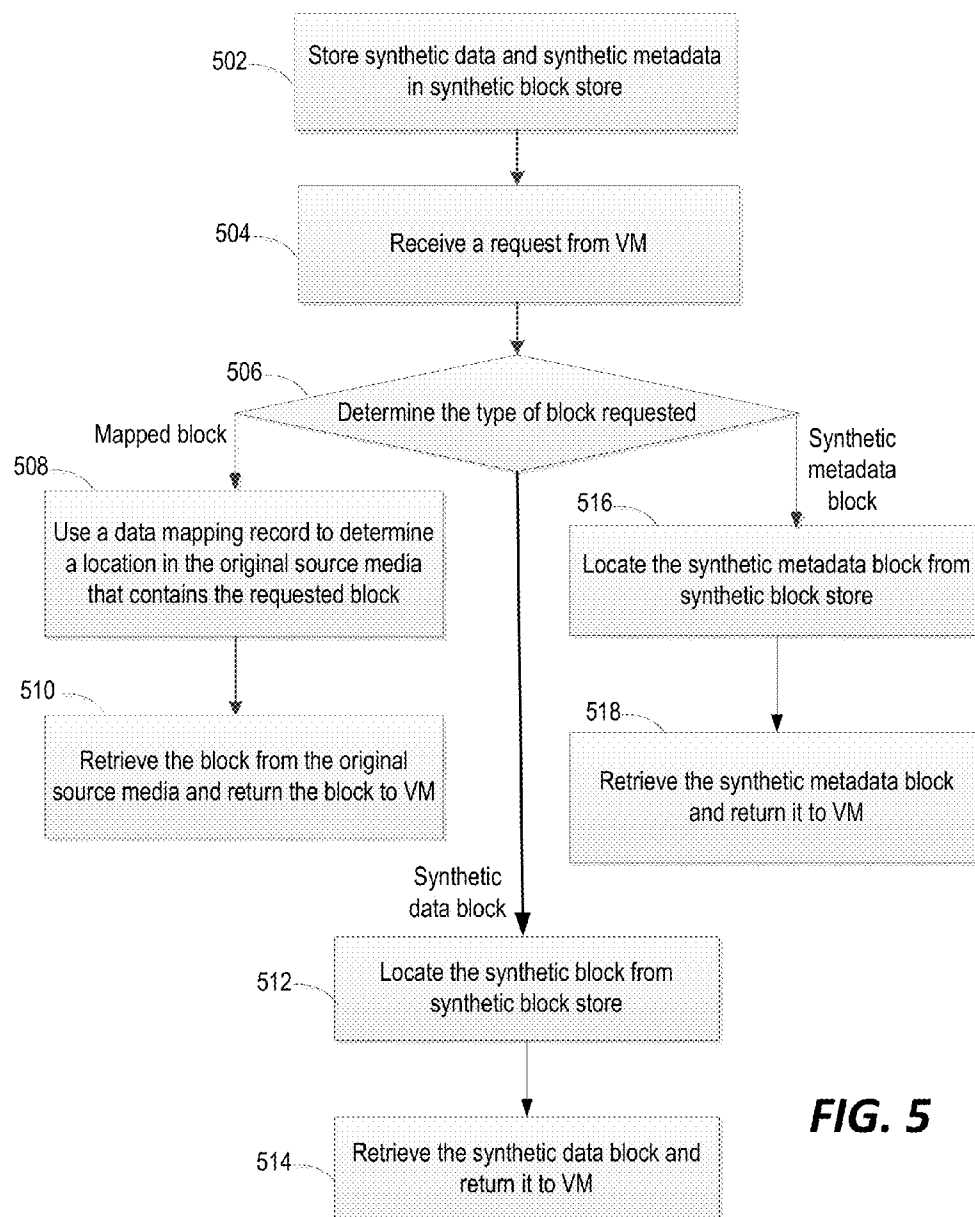 502
Store synthetic data and synthetic metadata
in synthetic block store
504
Receive a request from VM
506
Determine the type of block requested
Mapped block
Synthetic
metadata
block
508
Use a data mapping record to determine
a location in the original source media
that contains the requested block
516
Locate the synthetic metadata block from
synthetic block store
510
Retrieve the block from the original
source media and return the block to VM
518
Retrieve the synthetic metadata block
and return it to VM
Synthetic
data block
512
Locate the synthetic block from
synthetic block store
514
Retrieve the synthetic data block and
return it to VM
FIG. 5